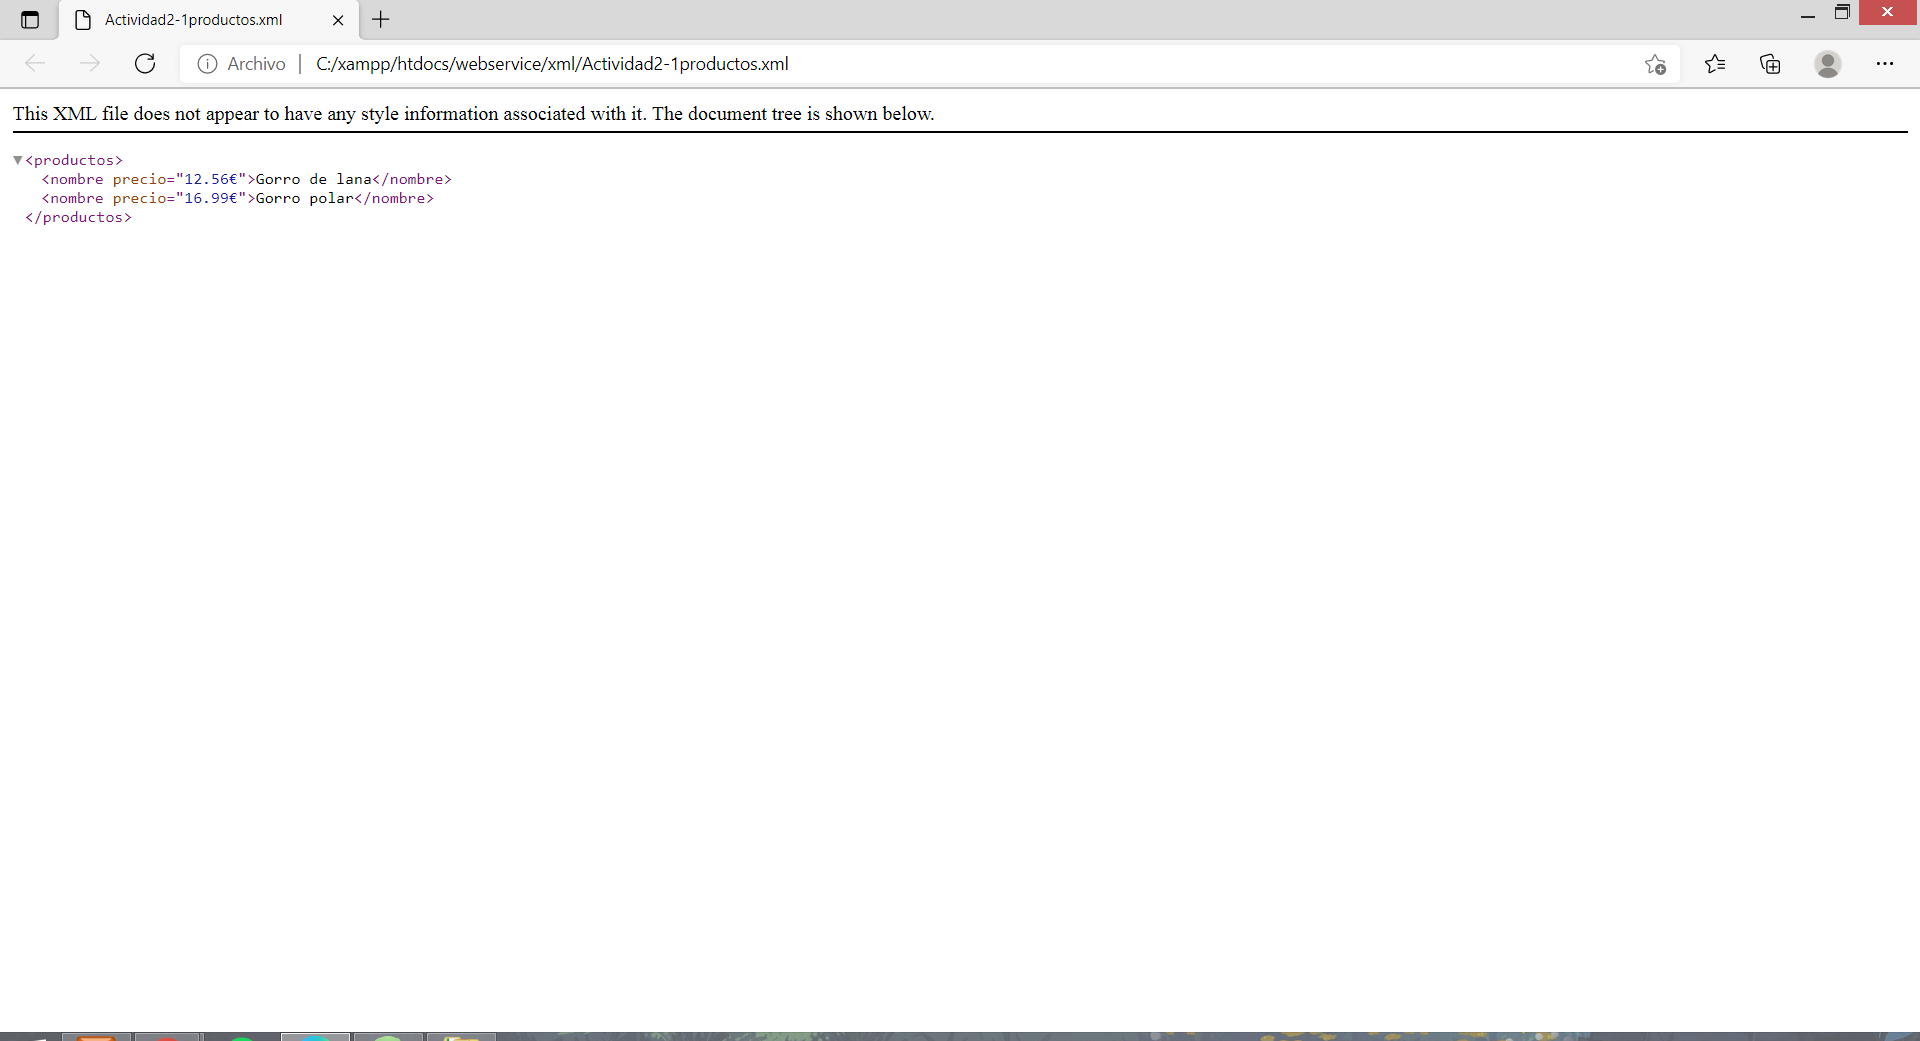 Actividad2-1productos.xml
Archivo
C:/xampp/htdocs/webservice/xml/Actividad2-1productos.xml
This XML file does not appear to have any style information associated with it. The document tree is shown below.
<productos>
<nombre precio="12.56€">Gorro de lana</nombre>
<nombre precio="16.99€">Gorro polar</nombre>
</productos>